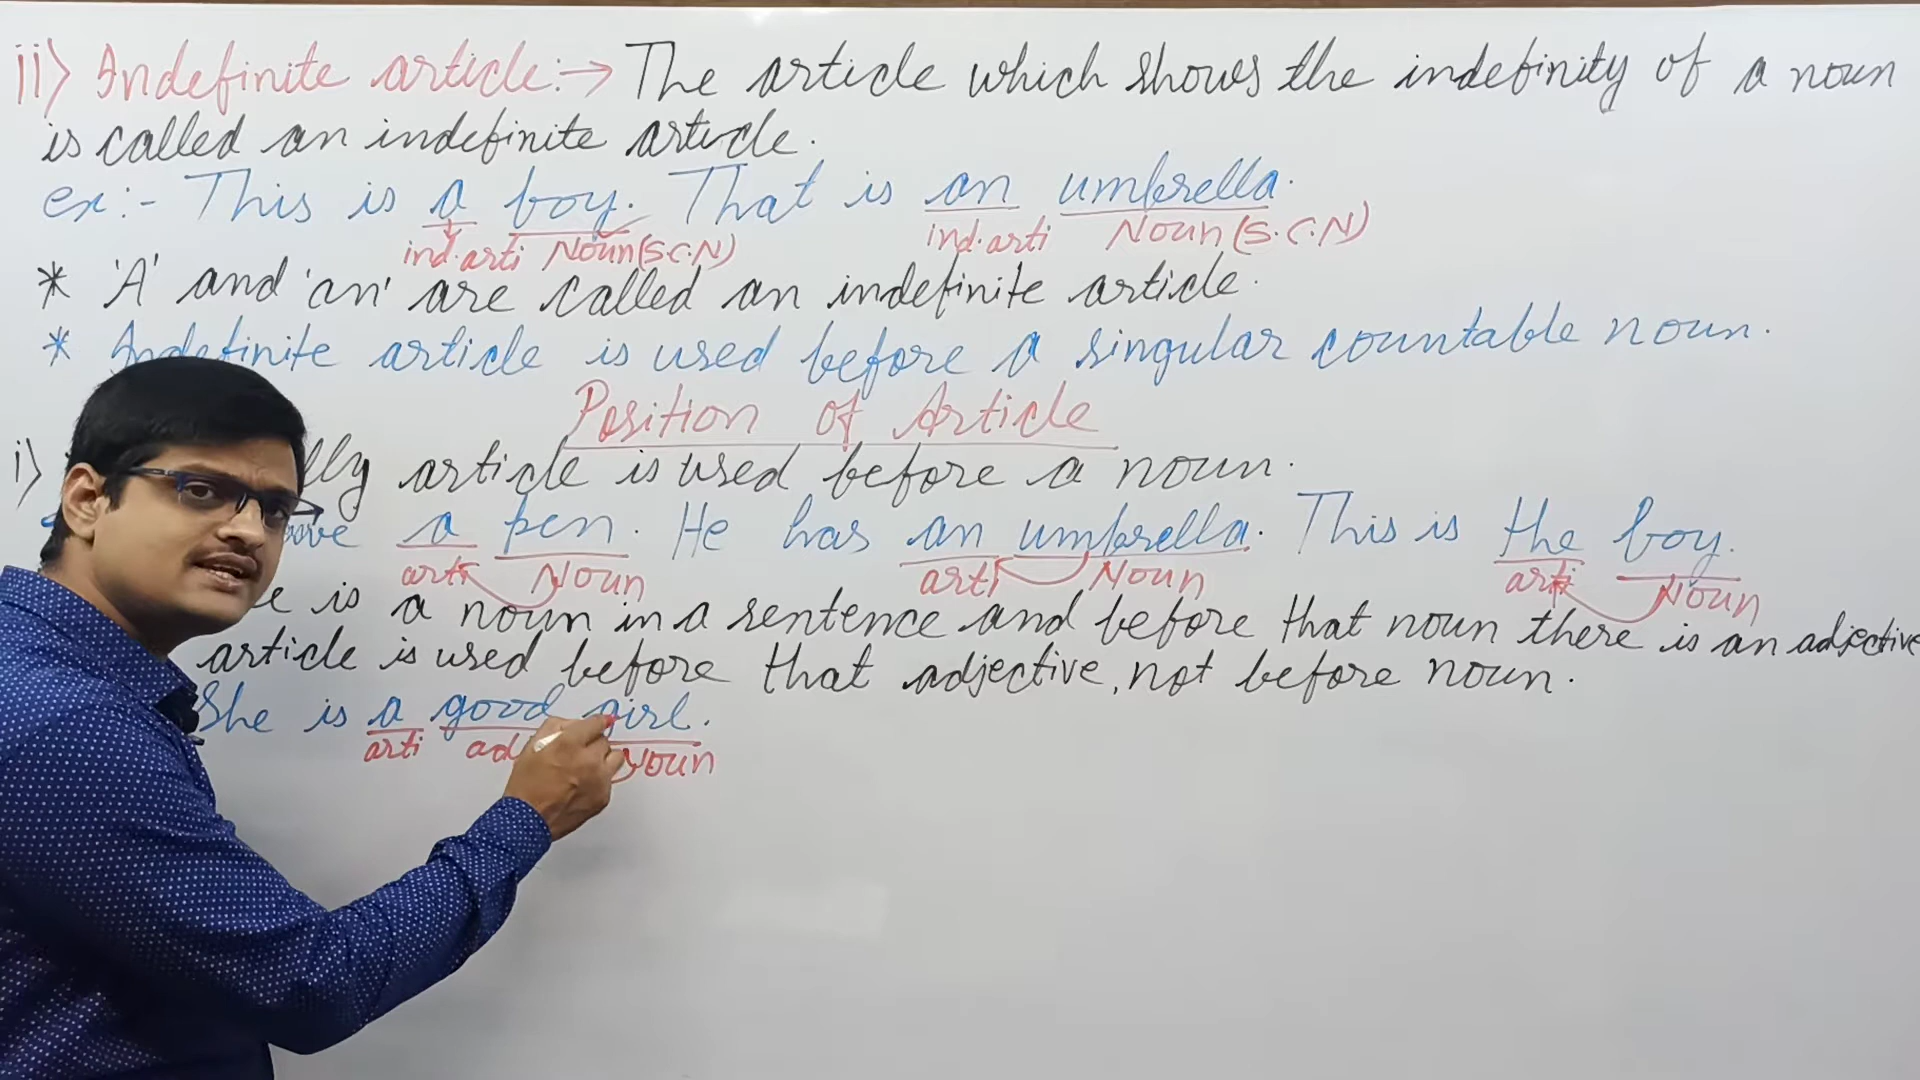 ii) Indefinite article:→ The article which shows the indefinity of a noun
is called an indefinite article.
ex:- This is a boy. That is an umbrella.
ind.arti Noun(S.C.N) ind.arti Noun(S.C.N)
* 'A' and 'an' are called an indefinite article.
* Indefinite article is used before a singular countable noun.
Position of Article
i) lly article is used before a noun.
ave a pen. He has an umbrella. This is the boy.
arti Noun arti Noun arti Noun
e is a noun in a sentence and before that noun there is an adjective
article is used before that adjective, not before noun.
She is a good girl.
arti adj Noun